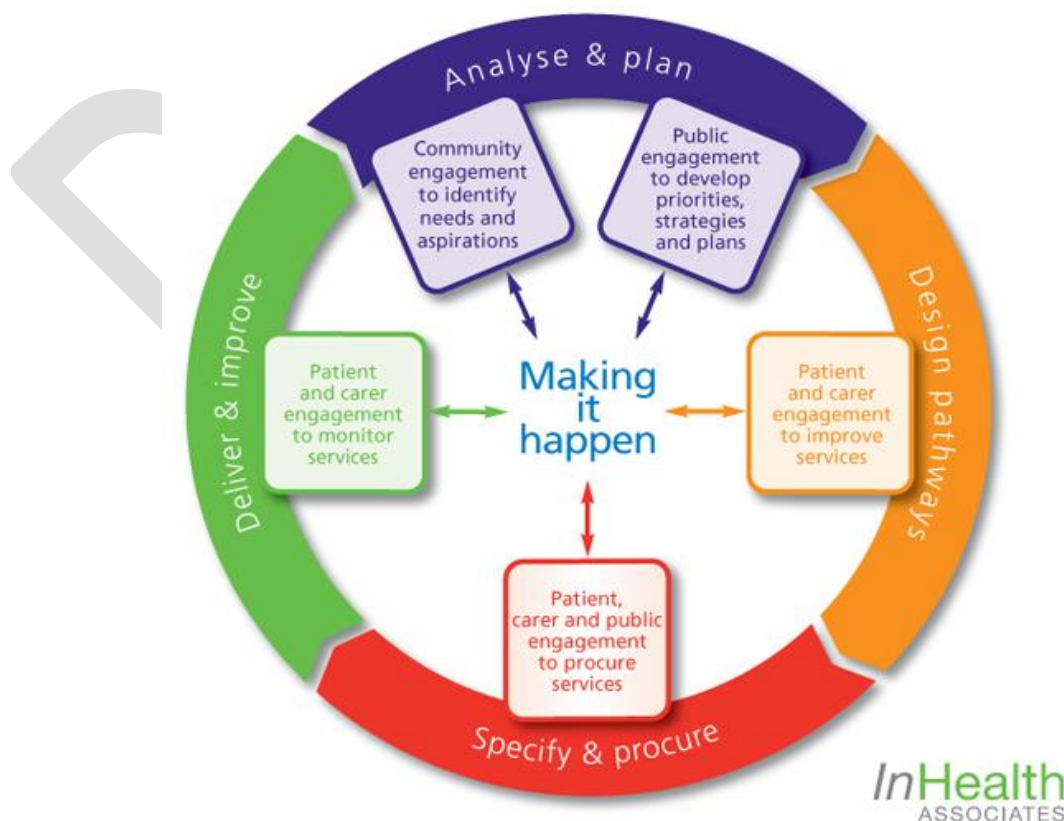 Analyse & plan
Community
engagement
to identify
needs and
aspirations
Public
engagement
to develop
priorities,
strategies
and plans
Design pathways
Patient
and carer
engagement
to improve
services
Specify & procure
Patient,
carer and public
engagement
to procure
services
Deliver & improve
Patient
and carer
engagement
to monitor
services
Making
it
happen
InHealth
ASSOCIATES